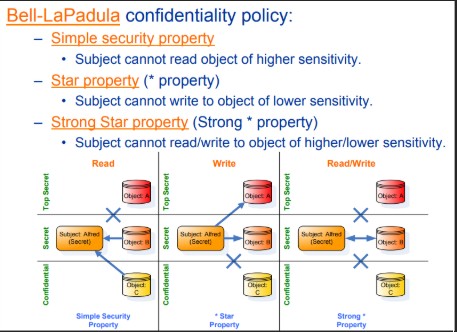 Bell-LaPadula confidentiality policy:
– Simple security property
• Subject cannot read object of higher sensitivity.
– Star property (* property)
• Subject cannot write to object of lower sensitivity.
– Strong Star property (Strong * property)
• Subject cannot read/write to object of higher/lower sensitivity.
Read
Write
Read/Write
Top Secret
Object: A
Top Secret
Object: A
Top Secret
Object: A
Secret
Subject: Alfred
(Secret)
Object: B
Secret
Subject: Alfred
(Secret)
Object: B
Secret
Subject: Alfred
(Secret)
Object: B
Confidential
Object:
C
Confidential
Object:
C
Confidential
Object:
C
Simple Security
Property
* Star
Property
Strong *
Property